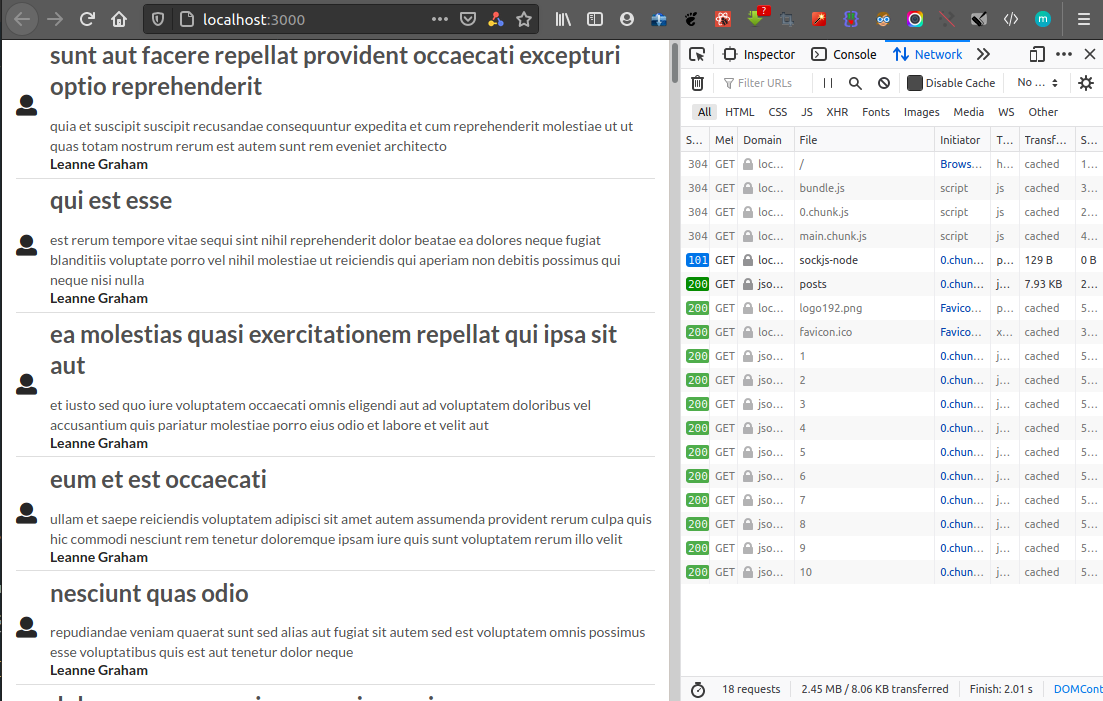 localhost:3000
sunt aut facere repellat provident occaecati excepturi
optio reprehenderit
quia et suscipit suscipit recusandae consequuntur expedita et cum reprehenderit molestiae ut ut
quas totam nostrum rerum est autem sunt rem eveniet architecto
Leanne Graham
qui est esse
est rerum tempore vitae sequi sint nihil reprehenderit dolor beatae ea dolores neque fugiat
blanditiis voluptate porro vel nihil molestiae ut reiciendis qui aperiam non debitis possimus qui
neque nisi nulla
Leanne Graham
ea molestias quasi exercitationem repellat qui ipsa sit
aut
et iusto sed quo iure voluptatem occaecati omnis eligendi aut ad voluptatem doloribus vel
accusantium quis pariatur molestiae porro eius odio et labore et velit aut
Leanne Graham
eum et est occaecati
ullam et saepe reiciendis voluptatem adipisci sit amet autem assumenda provident rerum culpa quis
hic commodi nesciunt rem tenetur doloremque ipsam iure quis sunt voluptatem rerum illo velit
Leanne Graham
nesciunt quas odio
repudiandae veniam quaerat sunt sed alias aut fugiat sit autem sed est voluptatem omnis possimus
esse voluptatibus quis est aut tenetur dolor neque
Leanne Graham
Inspector Console Network
Filter URLs Disable Cache No ...
All HTML CSS JS XHR Fonts Images Media WS Other
S... Met Domain File Initiator T... Transf... S...
304 GET loc... / Brows... h... cached 1...
304 GET loc... bundle.js script js cached 3...
304 GET loc... 0.chunk.js script js cached 2...
304 GET loc... main.chunk.js script js cached 4...
101 GET loc... sockjs-node 0.chun... p... 129 B 0 B
200 GET jso... posts 0.chun... j... 7.93 KB 2...
200 GET loc... logo192.png Favico... p... cached 5...
200 GET loc... favicon.ico Favico... x... cached 3...
200 GET jso... 1 0.chun... j... cached 5...
200 GET jso... 2 0.chun... j... cached 5...
200 GET jso... 3 0.chun... j... cached 5...
200 GET jso... 4 0.chun... j... cached 5...
200 GET jso... 5 0.chun... j... cached 5...
200 GET jso... 6 0.chun... j... cached 5...
200 GET jso... 7 0.chun... j... cached 5...
200 GET jso... 8 0.chun... j... cached 5...
200 GET jso... 9 0.chun... j... cached 5...
200 GET jso... 10 0.chun... j... cached 5...
18 requests 2.45 MB / 8.06 KB transferred Finish: 2.01 s DOMCont